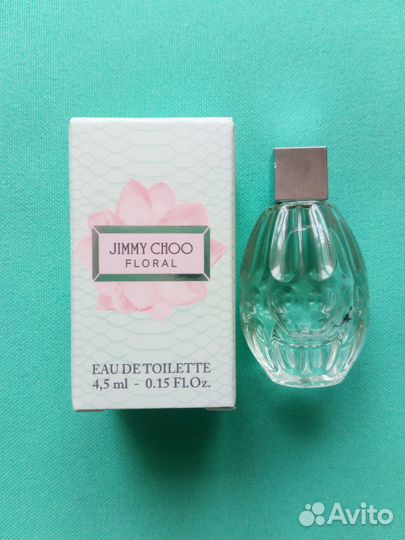 JIMMY CHOO
FLORAL
EAU DE TOILETTE
4,5 ml - 0.15 Fl.Oz.
Avito